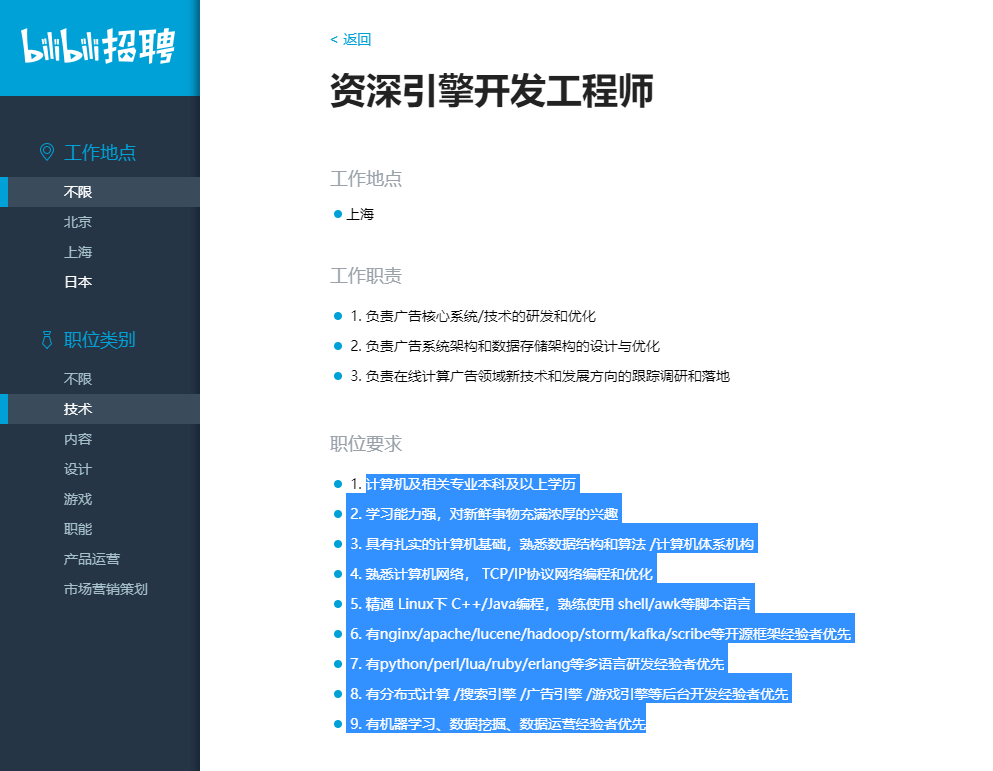 bilibili招聘
工作地点
不限
北京
上海
日本
职位类别
不限
技术
内容
设计
游戏
职能
产品运营
市场营销策划
< 返回
资深引擎开发工程师
工作地点
上海
工作职责
1. 负责广告核心系统/技术的研发和优化
2. 负责广告系统架构和数据存储架构的设计与优化
3. 负责在线计算广告领域新技术和发展方向的跟踪调研和落地
职位要求
1. 计算机及相关专业本科及以上学历
2. 学习能力强，对新鲜事物充满浓厚的兴趣
3. 具有扎实的计算机基础，熟悉数据结构和算法 /计算机体系机构
4. 熟悉计算机网络， TCP/IP协议网络编程和优化
5. 精通 Linux下 C++/Java编程，熟练使用 shell/awk等脚本语言
6. 有nginx/apache/lucene/hadoop/storm/kafka/scribe等开源框架经验者优先
7. 有python/perl/lua/ruby/erlang等多语言研发经验者优先
8. 有分布式计算 /搜索引擎 /广告引擎 /游戏引擎等后台开发经验者优先
9. 有机器学习、数据挖掘、数据运营经验者优先